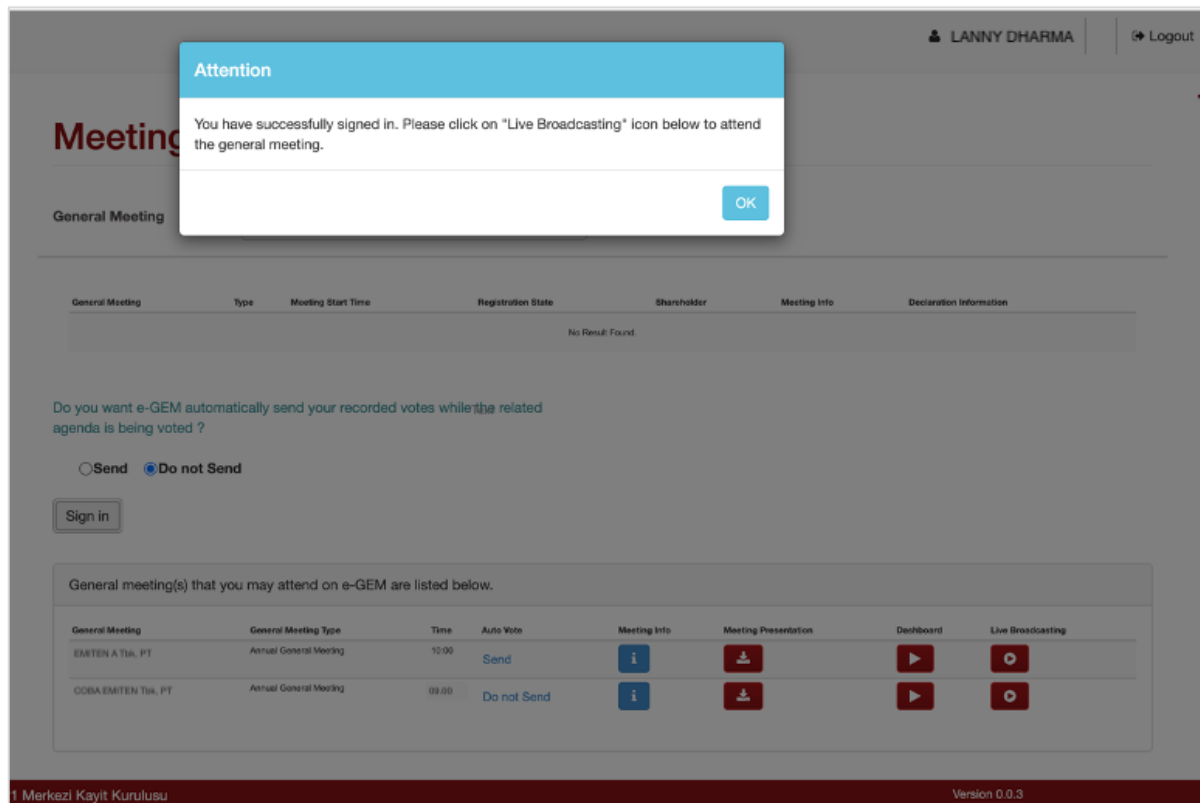 LANNY DHARMA
Logout
Attention
You have successfully signed in. Please click on "Live Broadcasting" icon below to attend
the general meeting.
OK
Meeting
General Meeting
General Meeting Type Meeting Start Time Registration State Shareholder Meeting Info Declaration Information
No Result Found.
Do you want e-GEM automatically send your recorded votes while the related
agenda is being voted ?
Send Do not Send
Sign in
General meeting(s) that you may attend on e-GEM are listed below.
General Meeting General Meeting Type Time Auto Vote Meeting Info Meeting Presentation Dashboard Live Broadcasting
EMITEN A Tbk, PT Annual General Meeting 10:00 Send
COBA EMITEN Tbk, PT Annual General Meeting 09.00 Do not Send
1 Merkezi Kayit Kurulusu Version 0.0.3